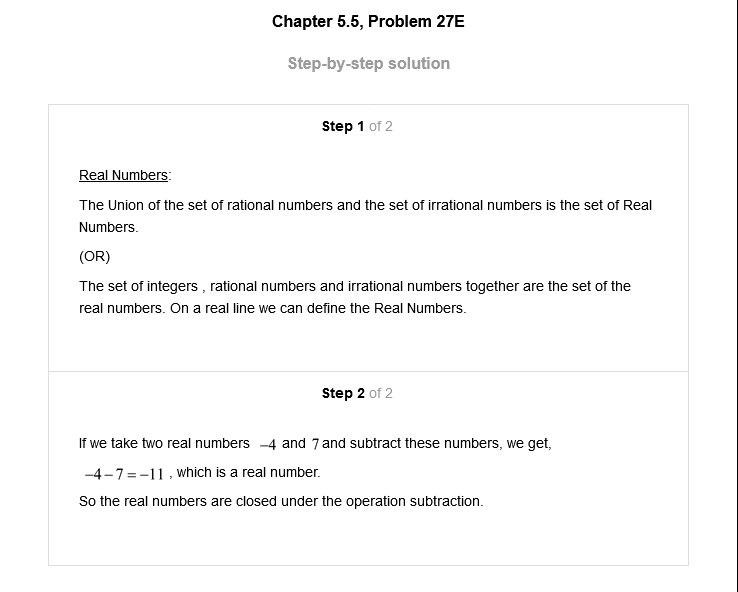 Chapter 5.5, Problem 27E
Step-by-step solution
Step 1 of 2
Real Numbers:
The Union of the set of rational numbers and the set of irrational numbers is the set of Real
Numbers.
(OR)
The set of integers , rational numbers and irrational numbers together are the set of the
real numbers. On a real line we can define the Real Numbers.
Step 2 of 2
If we take two real numbers −4 and 7 and subtract these numbers, we get,
−4−7=−11 , which is a real number.
So the real numbers are closed under the operation subtraction.